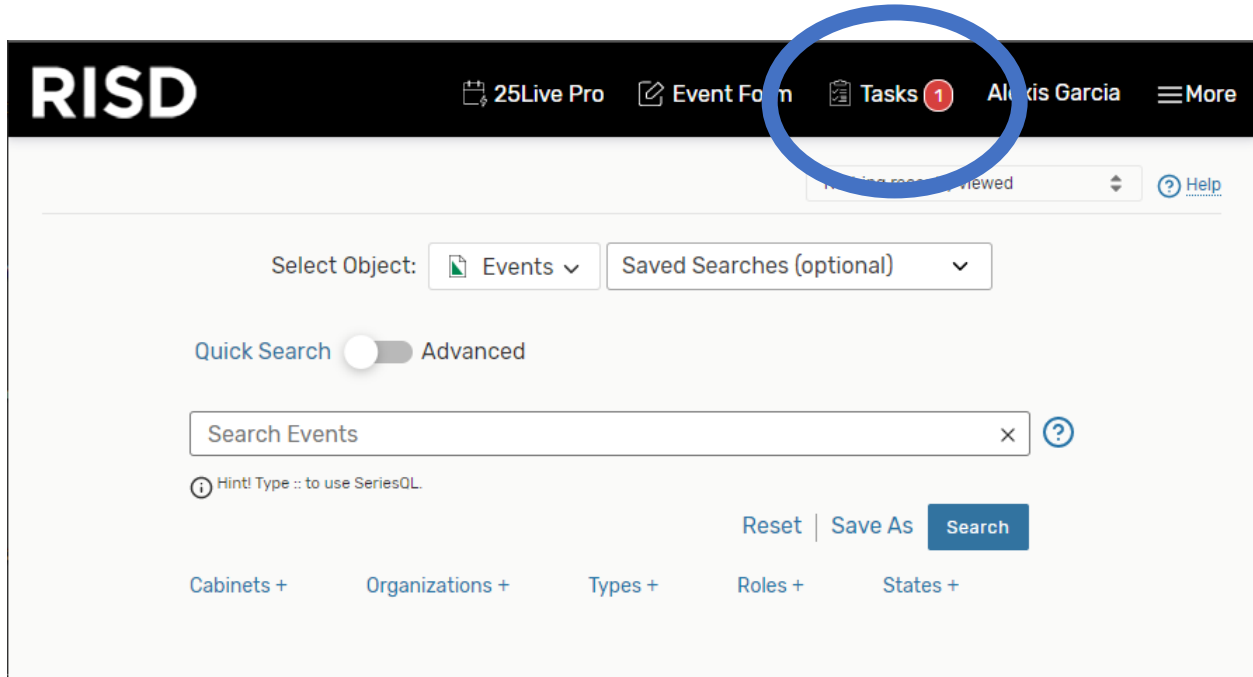 RISD 25Live Pro Event Form Tasks 1 Alexis Garcia More
Help
Select Object: Events Saved Searches (optional)
Quick Search Advanced
Search Events
Hint! Type :: to use SeriesQL.
Reset Save As Search
Cabinets + Organizations + Types + Roles + States +